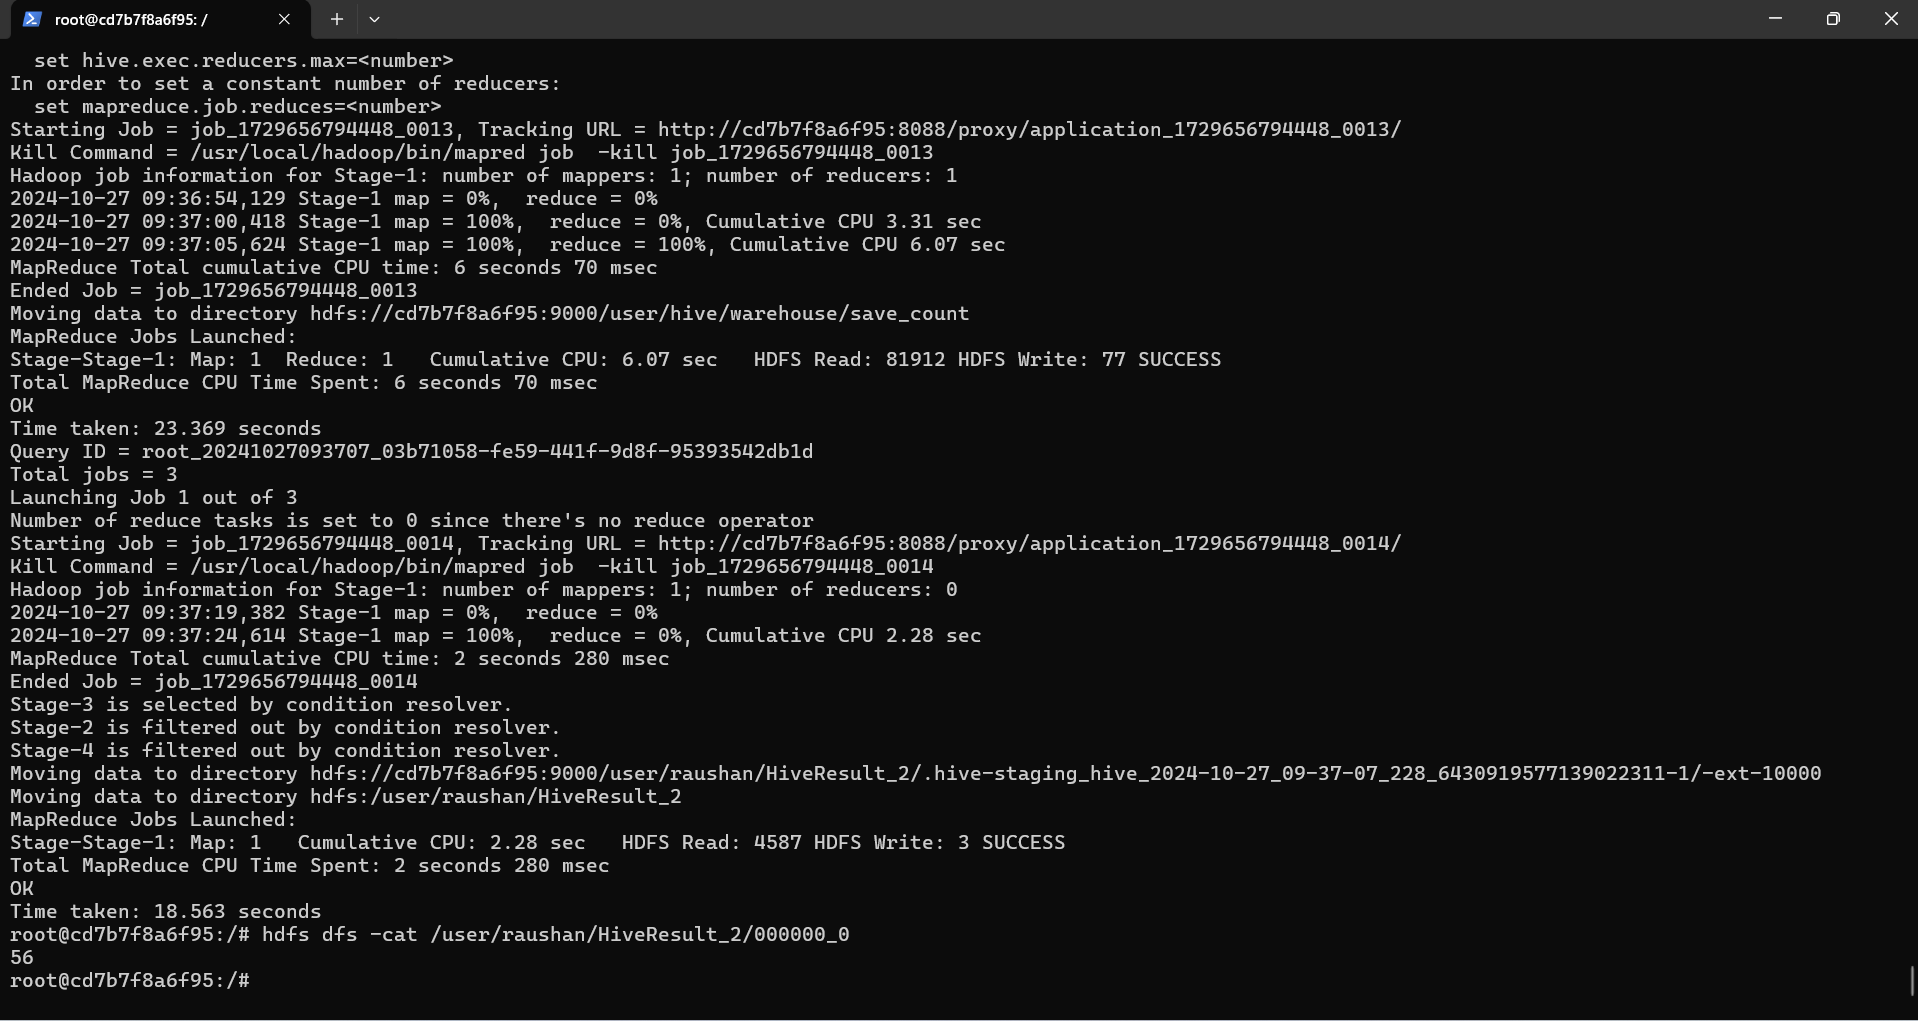 root@cd7b7f8a6f95: /
  set hive.exec.reducers.max=<number>
In order to set a constant number of reducers:
  set mapreduce.job.reduces=<number>
Starting Job = job_1729656794448_0013, Tracking URL = http://cd7b7f8a6f95:8088/proxy/application_1729656794448_0013/
Kill Command = /usr/local/hadoop/bin/mapred job  -kill job_1729656794448_0013
Hadoop job information for Stage-1: number of mappers: 1; number of reducers: 1
2024-10-27 09:36:54,129 Stage-1 map = 0%,  reduce = 0%
2024-10-27 09:37:00,418 Stage-1 map = 100%,  reduce = 0%, Cumulative CPU 3.31 sec
2024-10-27 09:37:05,624 Stage-1 map = 100%,  reduce = 100%, Cumulative CPU 6.07 sec
MapReduce Total cumulative CPU time: 6 seconds 70 msec
Ended Job = job_1729656794448_0013
Moving data to directory hdfs://cd7b7f8a6f95:9000/user/hive/warehouse/save_count
MapReduce Jobs Launched:
Stage-Stage-1: Map: 1  Reduce: 1   Cumulative CPU: 6.07 sec   HDFS Read: 81912 HDFS Write: 77 SUCCESS
Total MapReduce CPU Time Spent: 6 seconds 70 msec
OK
Time taken: 23.369 seconds
Query ID = root_20241027093707_03b71058-fe59-441f-9d8f-95393542db1d
Total jobs = 3
Launching Job 1 out of 3
Number of reduce tasks is set to 0 since there's no reduce operator
Starting Job = job_1729656794448_0014, Tracking URL = http://cd7b7f8a6f95:8088/proxy/application_1729656794448_0014/
Kill Command = /usr/local/hadoop/bin/mapred job  -kill job_1729656794448_0014
Hadoop job information for Stage-1: number of mappers: 1; number of reducers: 0
2024-10-27 09:37:19,382 Stage-1 map = 0%,  reduce = 0%
2024-10-27 09:37:24,614 Stage-1 map = 100%,  reduce = 0%, Cumulative CPU 2.28 sec
MapReduce Total cumulative CPU time: 2 seconds 280 msec
Ended Job = job_1729656794448_0014
Stage-3 is selected by condition resolver.
Stage-2 is filtered out by condition resolver.
Stage-4 is filtered out by condition resolver.
Moving data to directory hdfs://cd7b7f8a6f95:9000/user/raushan/HiveResult_2/.hive-staging_hive_2024-10-27_09-37-07_228_6430919577139022311-1/-ext-10000
Moving data to directory hdfs:/user/raushan/HiveResult_2
MapReduce Jobs Launched:
Stage-Stage-1: Map: 1   Cumulative CPU: 2.28 sec   HDFS Read: 4587 HDFS Write: 3 SUCCESS
Total MapReduce CPU Time Spent: 2 seconds 280 msec
OK
Time taken: 18.563 seconds
root@cd7b7f8a6f95:/# hdfs dfs -cat /user/raushan/HiveResult_2/000000_0
56
root@cd7b7f8a6f95:/#